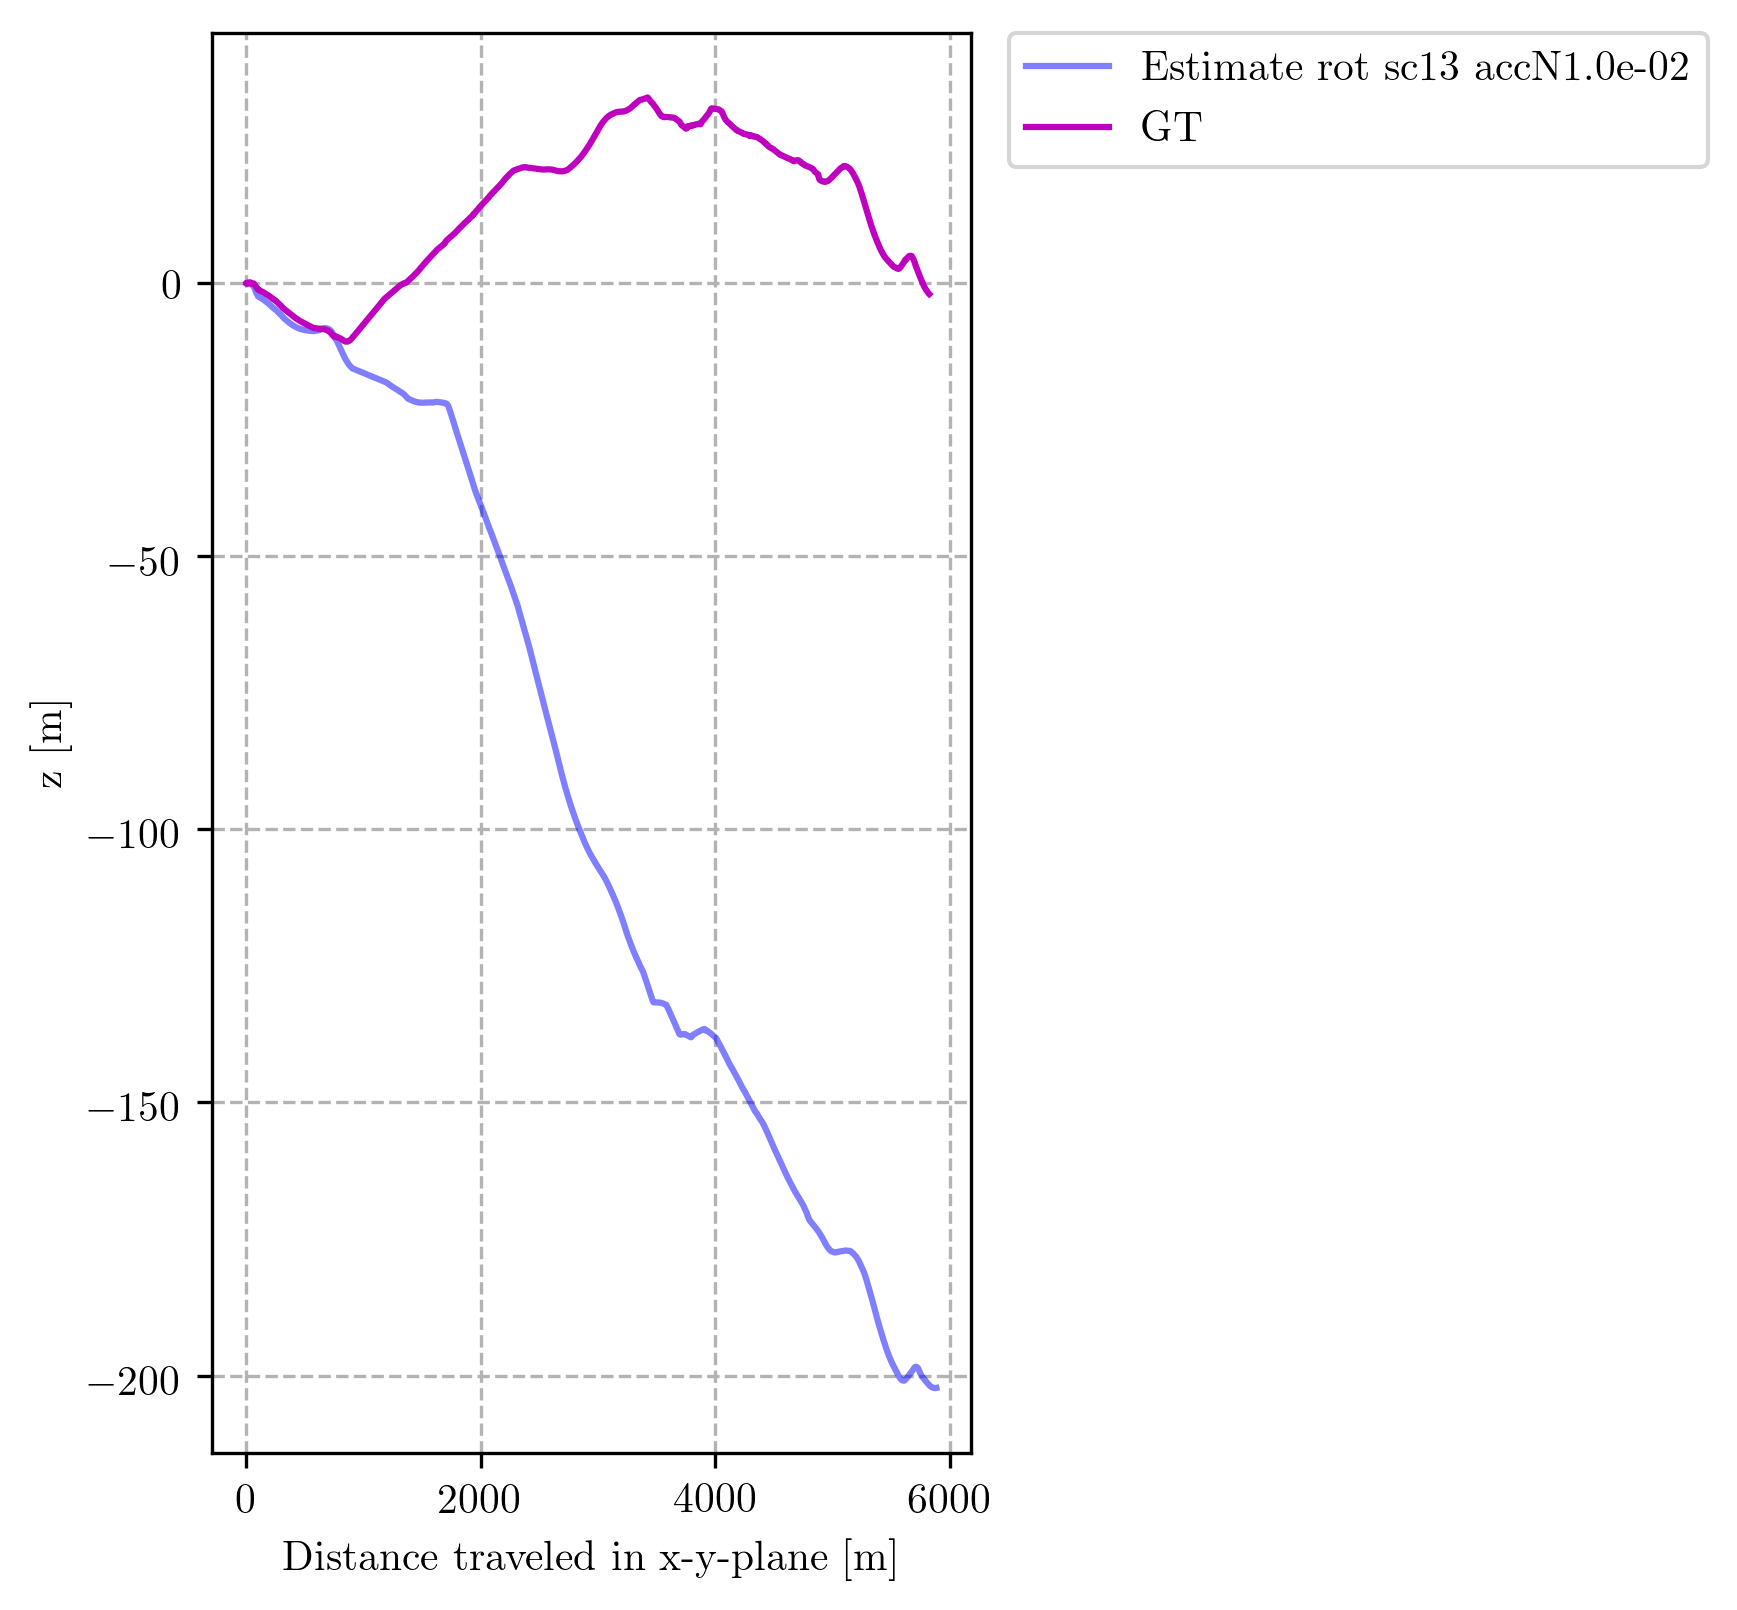 Estimate rot sc13 accN1.0e-02
GT
0
−50
−100
−150
−200
z [m]
0 2000 4000 6000
Distance traveled in x-y-plane [m]